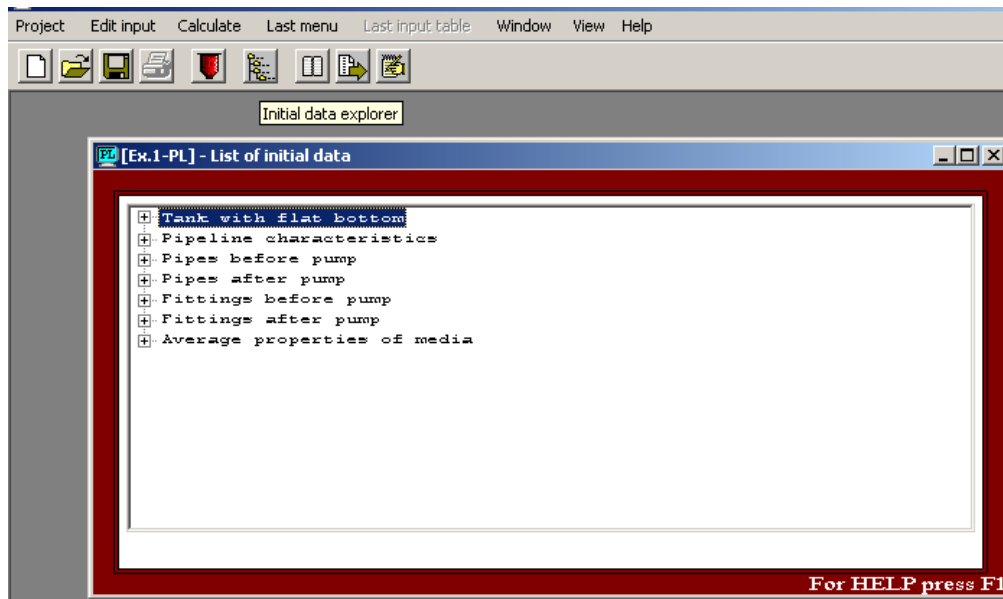 Project Edit input Calculate Last menu Last input table Window View Help
Initial data explorer
PL [Ex.1-PL] - List of initial data
Tank with flat bottom
Pipeline characteristics
Pipes before pump
Pipes after pump
Fittings before pump
Fittings after pump
Average properties of media
For HELP press F1